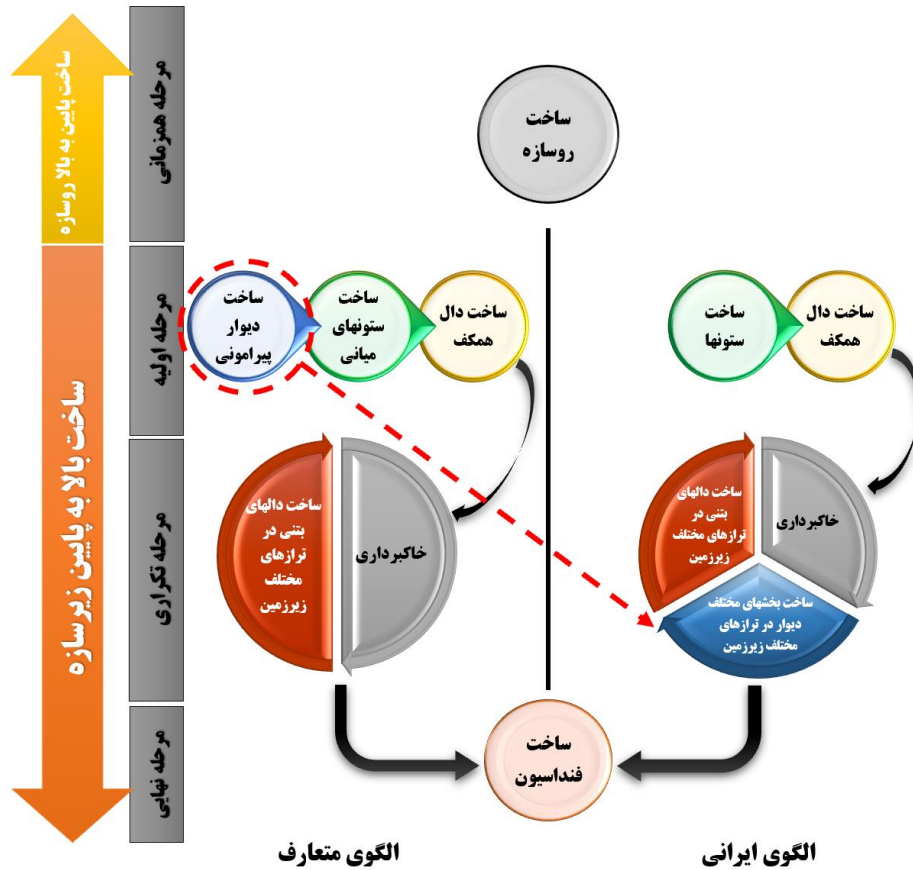 ساخت پایین به بالا روسازه
ساخت بالا به پایین زیرسازه
مرحله همزمانی
مرحله اولیه
مرحله تکراری
مرحله نهایی
ساخت
روسازه
ساخت
دیوار
پیرامونی
ساخت
ستونهای
میانی
ساخت دال
همکف
ساخت
ستونها
ساخت دال
همکف
ساخت دالهای
بتنی در
ترازهای
مختلف
زیرزمین
خاکبرداری
ساخت دالهای
بتنی در
ترازهای مختلف
زیرزمین
خاکبرداری
ساخت بخشهای مختلف
دیوار در ترازهای
مختلف زیرزمین
ساخت
فنداسیون
الگوی متعارف
الگوی ایرانی